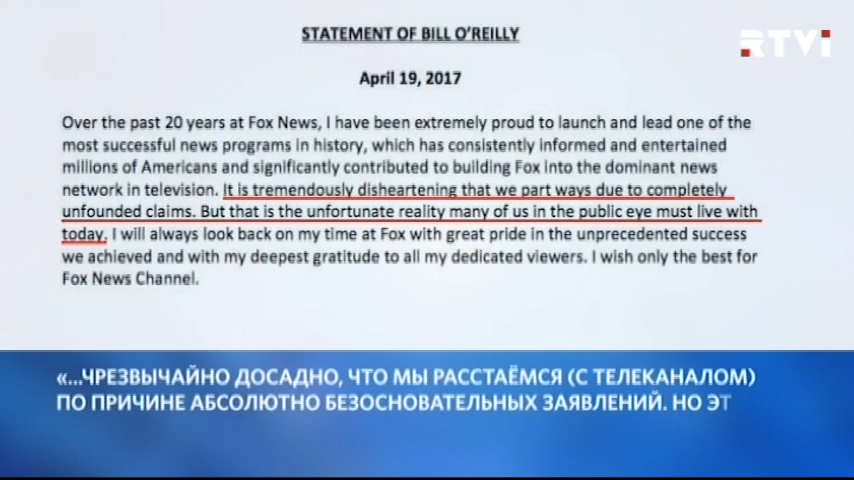 STATEMENT OF BILL O'REILLY
RTVi
April 19, 2017
Over the past 20 years at Fox News, I have been extremely proud to launch and lead one of the
most successful news programs in history, which has consistently informed and entertained
millions of Americans and significantly contributed to building Fox into the dominant news
network in television. It is tremendously disheartening that we part ways due to completely
unfounded claims. But that is the unfortunate reality many of us in the public eye must live with
today. I will always look back on my time at Fox with great pride in the unprecedented success
we achieved and with my deepest gratitude to all my dedicated viewers. I wish only the best for
Fox News Channel.
«...ЧРЕЗВЫЧАЙНО ДОСАДНО, ЧТО МЫ РАССТАЁМСЯ (С ТЕЛЕКАНАЛОМ)
ПО ПРИЧИНЕ АБСОЛЮТНО БЕЗОСНОВАТЕЛЬНЫХ ЗАЯВЛЕНИЙ. НО ЭТ